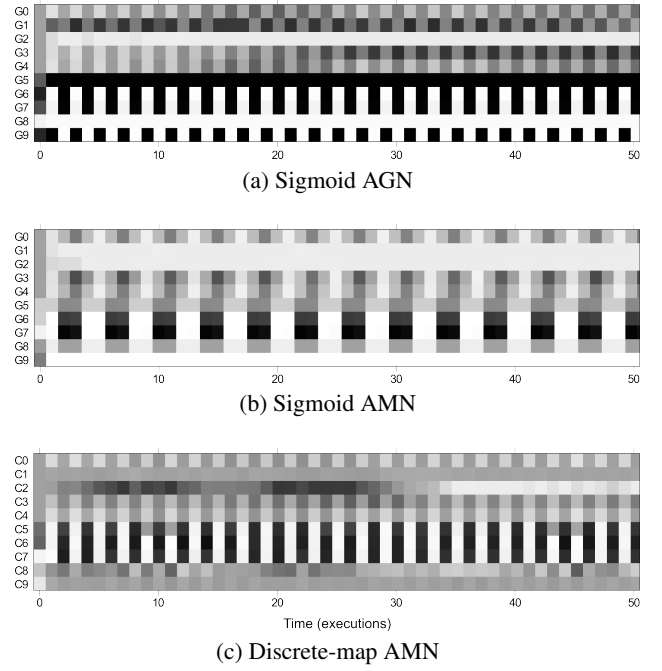 G0
G1
G2
G3
G4
G5
G6
G7
G8
G9
0 10 20 30 40 50
(a) Sigmoid AGN
G0
G1
G2
G3
G4
G5
G6
G7
G8
G9
0 10 20 30 40 50
(b) Sigmoid AMN
C0
C1
C2
C3
C4
C5
C6
C7
C8
C9
0 10 20 30 40 50
Time (executions)
(c) Discrete-map AMN